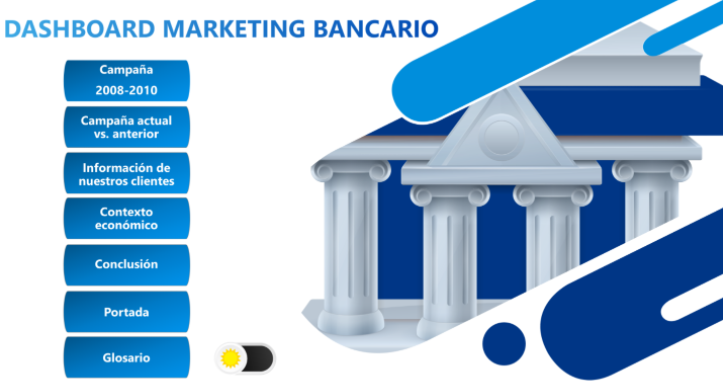 DASHBOARD MARKETING BANCARIO
Campaña
2008-2010
Campaña actual
vs. anterior
Información de
nuestros clientes
Contexto
económico
Conclusión
Portada
Glosario